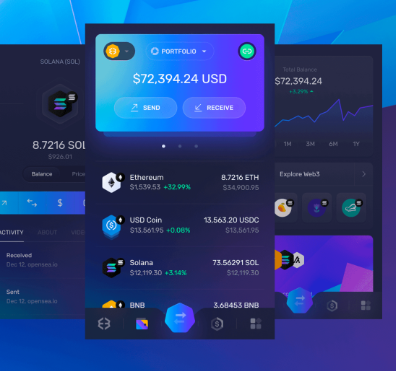 SOLANA (SOL)
8.7216 SOL
$926.01
Balance
Price
$
ACTIVITY
ABOUT
Received
Dec 12, opensea.io
Sent
Dec 12, opensea.io
PORTFOLIO
$72,394.24 USD
SEND
RECEIVE
Ethereum
8.7216 ETH
$1,539.53 +32.99%
$34,900.95
USD Coin
13,563.20 USDC
$13,561.95 +0.08%
$13,561.95
Solana
73.56291 SOL
$12,119.30 +3.14%
$12,119.30
BNB
3.68453 BNB
Total Balance
$72,394.24
1M
3M
6M
1Y
Explore Web3